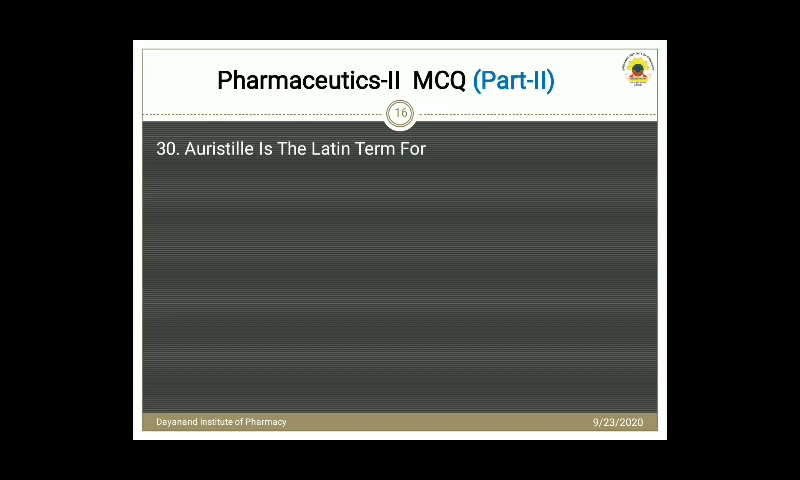 Pharmaceutics-II MCQ (Part-II)
16
30. Auristille Is The Latin Term For
Dayanand Institute of Pharmacy
9/23/2020